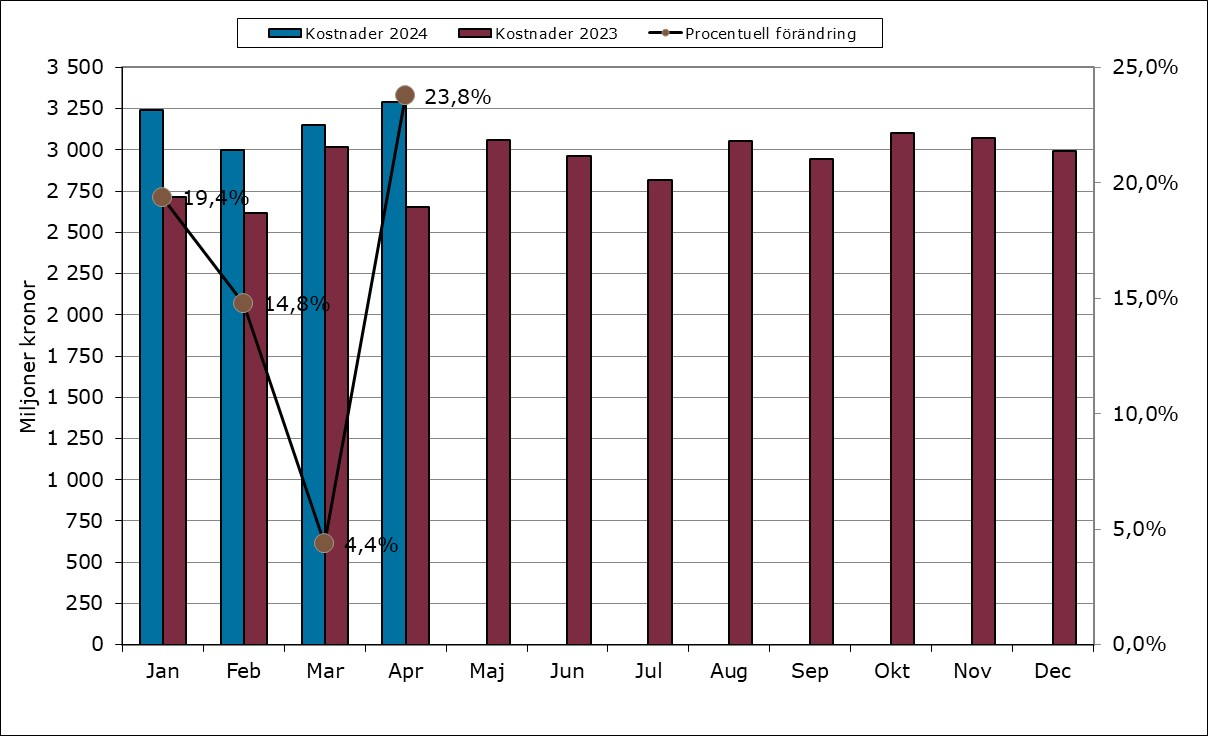 Kostnader 2024 Kostnader 2023 Procentuell förändring
3 500 25,0%
23,8%
3 250
3 000
2 750 19,4% 20,0%
2 500
2 250
2 000 14,8% 15,0%
1 750
1 500
10,0%
1 250
1 000
750
4,4% 5,0%
500
250
0 0,0%
Miljoner kronor
Jan Feb Mar Apr Maj Jun Jul Aug Sep Okt Nov Dec